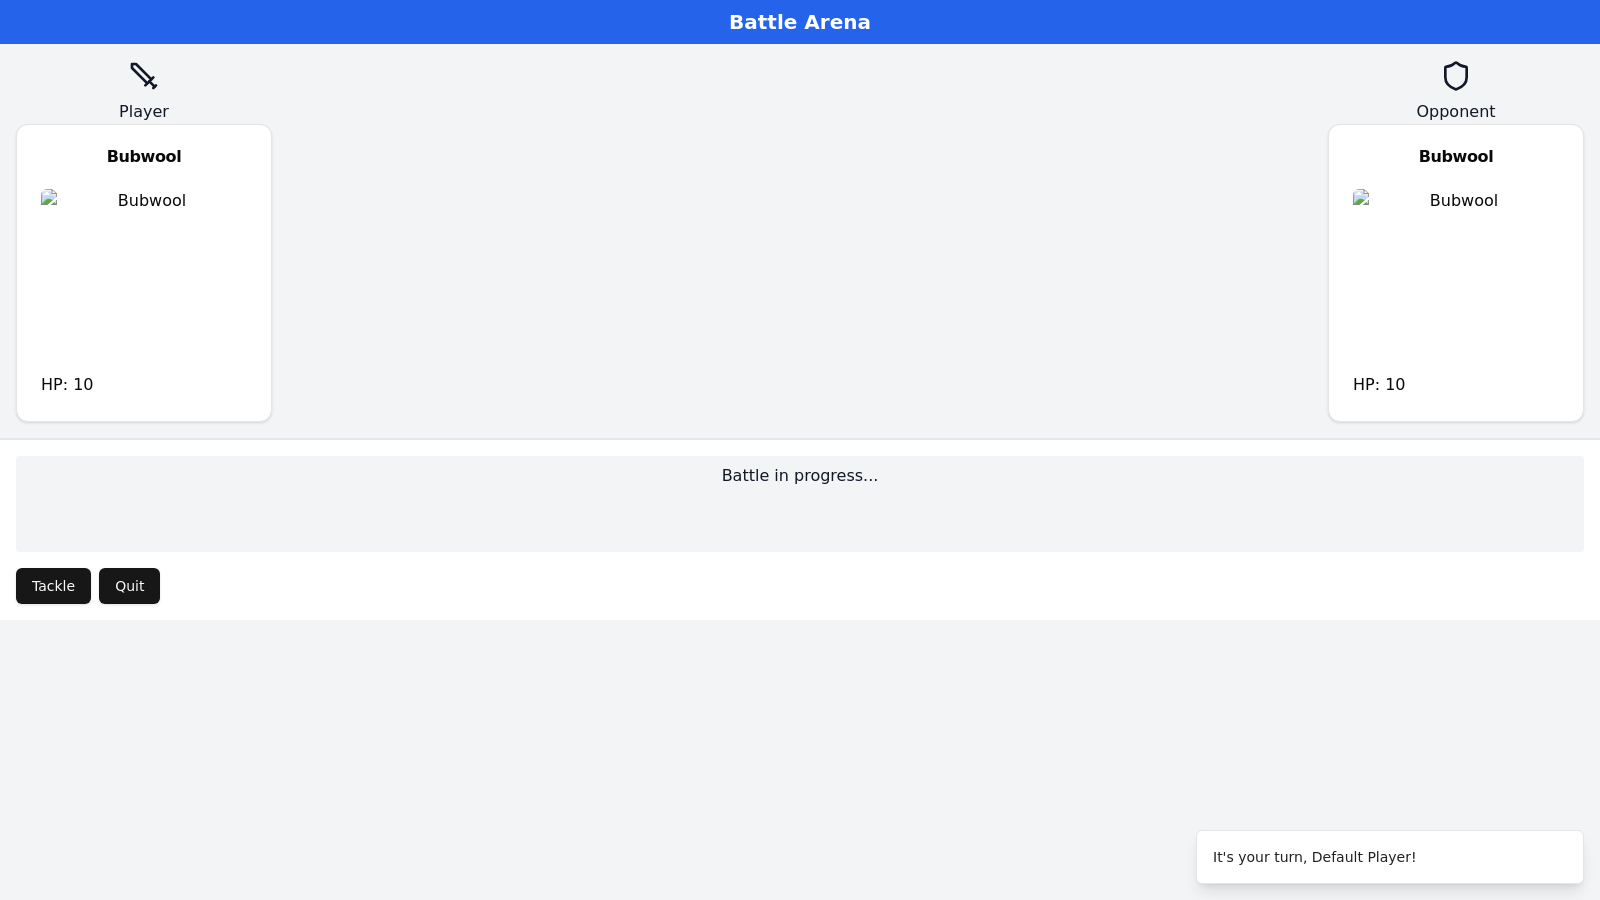 Battle Arena
Player
Opponent
Bubwool
Bubwool
Bubwool
Bubwool
HP: 10
HP: 10
Battle in progress...
Tackle
Quit
It's your turn, Default Player!